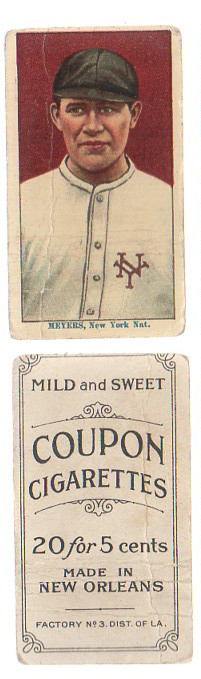 NY
MEYERS, New York Nat.
MILD and SWEET
COUPON
CIGARETTES
20 for 5 cents
MADE IN
NEW ORLEANS
FACTORY Nº 3. DIST. OF LA.